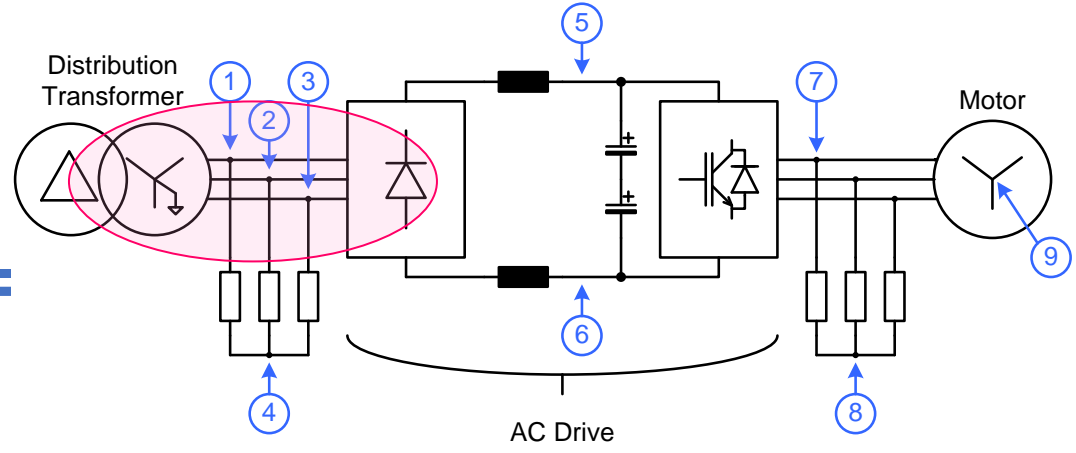 Distribution
Transformer
1
2
3
4
5
6
7
8
9
Motor
AC Drive
+
+